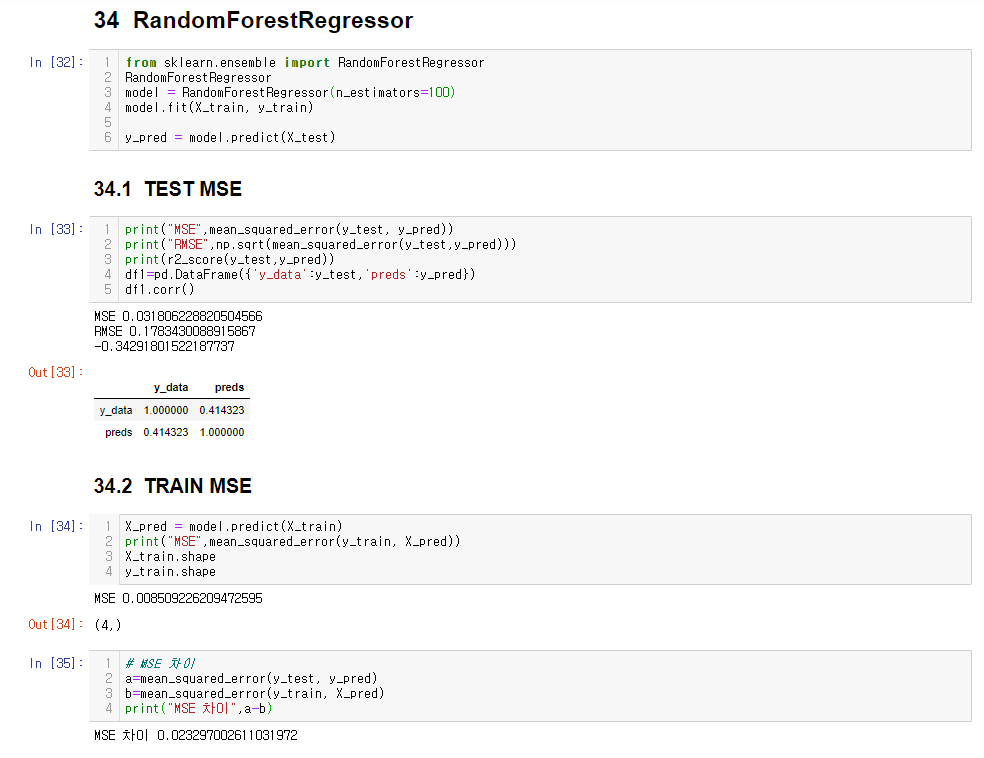 34 RandomForestRegressor
In [32]:
1 from sklearn.ensemble import RandomForestRegressor
2 RandomForestRegressor
3 model = RandomForestRegressor(n_estimators=100)
4 model.fit(X_train, y_train)
5
6 y_pred = model.predict(X_test)
34.1 TEST MSE
In [33]:
1 print("MSE",mean_squared_error(y_test, y_pred))
2 print("RMSE",np.sqrt(mean_squared_error(y_test,y_pred)))
3 print(r2_score(y_test,y_pred))
4 df1=pd.DataFrame({'y_data':y_test,'preds':y_pred})
5 df1.corr()
MSE 0.031806228820504566
RMSE 0.1783430088915867
-0.34291801522187737
Out[33]:
y_data preds
y_data 1.000000 0.414323
preds 0.414323 1.000000
34.2 TRAIN MSE
In [34]:
1 X_pred = model.predict(X_train)
2 print("MSE",mean_squared_error(y_train, X_pred))
3 X_train.shape
4 y_train.shape
MSE 0.008509226209472595
Out[34]: (4,)
In [35]:
1 # MSE 차이
2 a=mean_squared_error(y_test, y_pred)
3 b=mean_squared_error(y_train, X_pred)
4 print("MSE 차이",a-b)
MSE 차이 0.023297002611031972